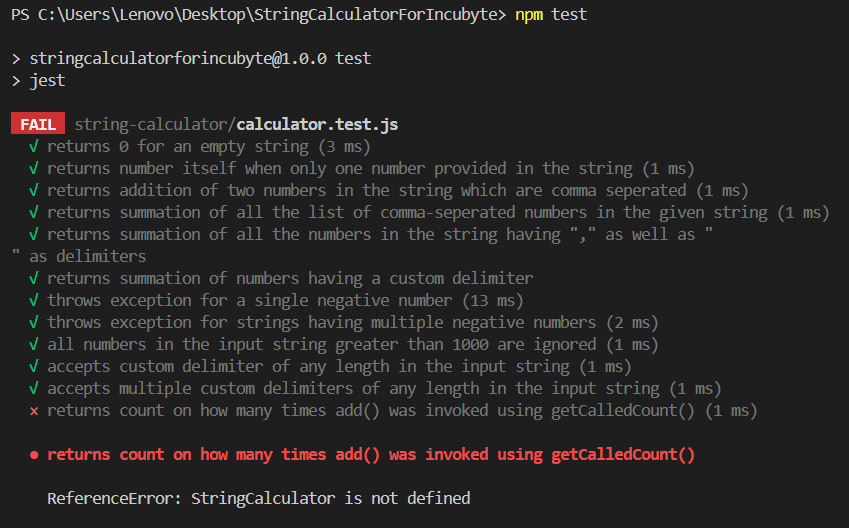 PS C:\Users\Lenovo\Desktop\StringCalculatorForIncubyte> npm test
> stringcalculatorforincubyte@1.0.0 test
> jest
FAIL string-calculator/calculator.test.js
√ returns 0 for an empty string (3 ms)
√ returns number itself when only one number provided in the string (1 ms)
√ returns addition of two numbers in the string which are comma seperated (1 ms)
√ returns summation of all the list of comma-seperated numbers in the given string (1 ms)
√ returns summation of all the numbers in the string having "," as well as "
" as delimiters
√ returns summation of numbers having a custom delimiter
√ throws exception for a single negative number (13 ms)
√ throws exception for strings having multiple negative numbers (2 ms)
√ all numbers in the input string greater than 1000 are ignored (1 ms)
√ accepts custom delimiter of any length in the input string (1 ms)
√ accepts multiple custom delimiters of any length in the input string (1 ms)
× returns count on how many times add() was invoked using getCalledCount() (1 ms)
● returns count on how many times add() was invoked using getCalledCount()
ReferenceError: StringCalculator is not defined